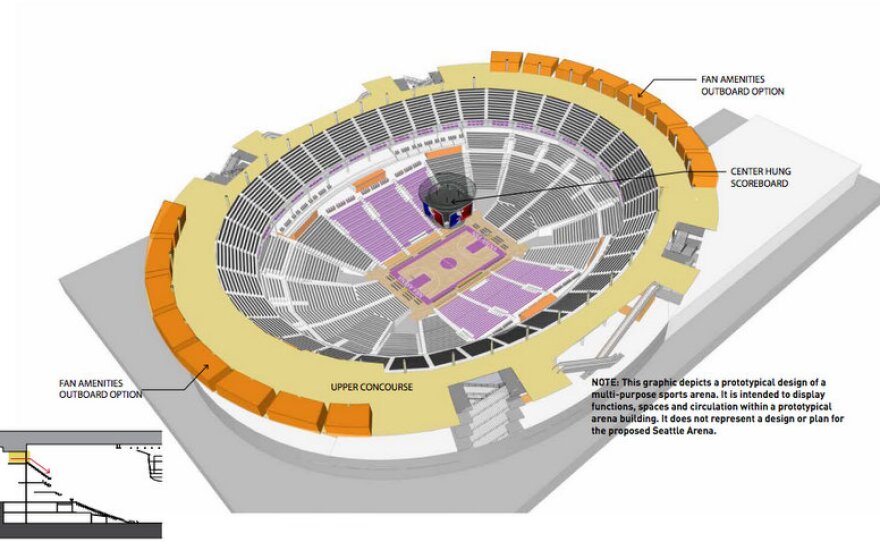 FAN AMENITIES
OUTBOARD OPTION
CENTER HUNG
SCOREBOARD
FAN AMENITIES
OUTBOARD OPTION
UPPER CONCOURSE
NOTE: This graphic depicts a prototypical design of a
multi-purpose sports arena. It is intended to display
functions, spaces and circulation within a prototypical
arena building. It does not represent a design or plan for
the proposed Seattle Arena.